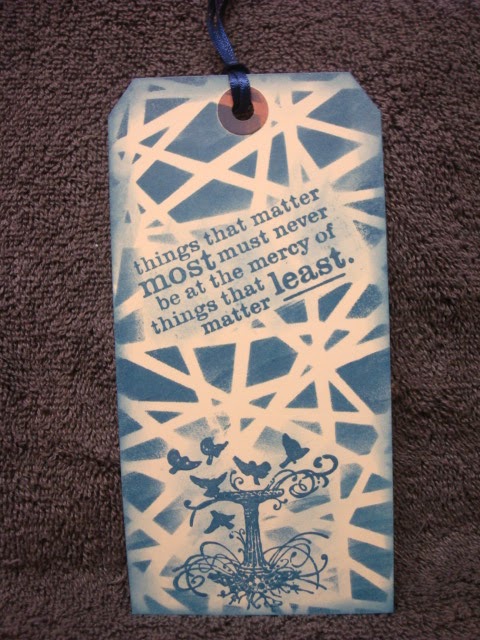 things that matter
most must never
be at the mercy of
things that least.
matter